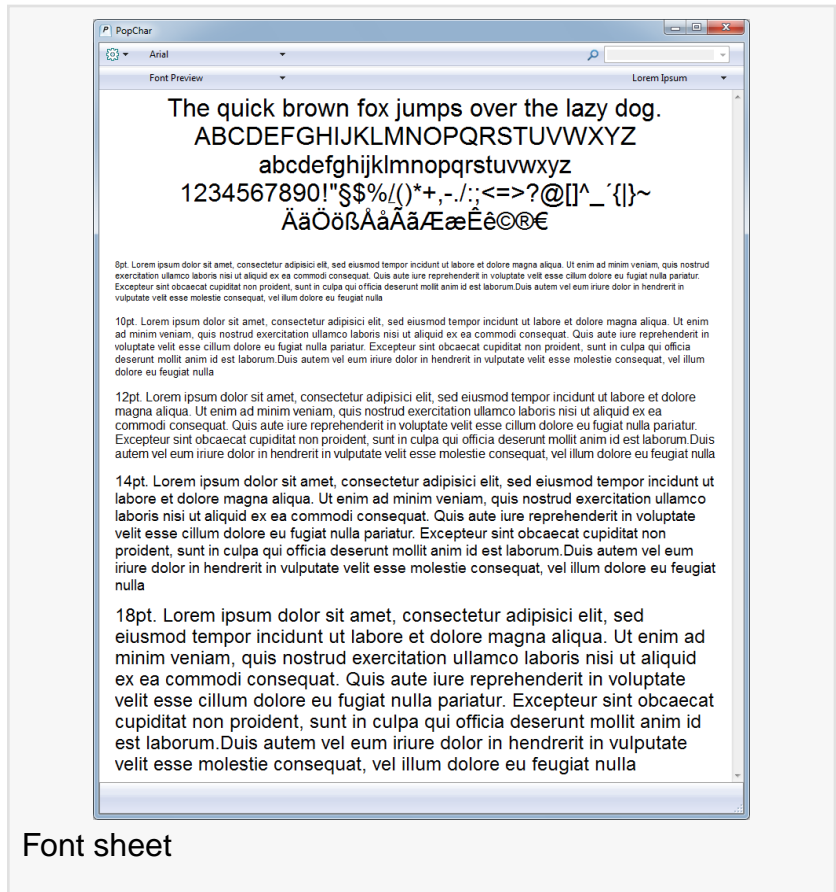 PopChar
Arial
Font Preview
Lorem Ipsum
The quick brown fox jumps over the lazy dog.
ABCDEFGHIJKLMNOPQRSTUVWXYZ
abcdefghijklmnopqrstuvwxyz
1234567890!"§$%/()*+,-./:;<=>?@[]^_´{|}~
ÄäÖößÅåÃãÆæÊê©®€
8pt. Lorem ipsum dolor sit amet, consectetur adipisici elit, sed eiusmod tempor incidunt ut labore et dolore magna aliqua. Ut enim ad minim veniam, quis nostrud
exercitation ullamco laboris nisi ut aliquid ex ea commodi consequat. Quis aute iure reprehenderit in voluptate velit esse cillum dolore eu fugiat nulla pariatur.
Excepteur sint obcaecat cupiditat non proident, sunt in culpa qui officia deserunt mollit anim id est laborum.Duis autem vel eum iriure dolor in hendrerit in
vulputate velit esse molestie consequat, vel illum dolore eu feugiat nulla
10pt. Lorem ipsum dolor sit amet, consectetur adipisici elit, sed eiusmod tempor incidunt ut labore et dolore magna aliqua. Ut enim
ad minim veniam, quis nostrud exercitation ullamco laboris nisi ut aliquid ex ea commodi consequat. Quis aute iure reprehenderit in
voluptate velit esse cillum dolore eu fugiat nulla pariatur. Excepteur sint obcaecat cupiditat non proident, sunt in culpa qui officia
deserunt mollit anim id est laborum.Duis autem vel eum iriure dolor in hendrerit in vulputate velit esse molestie consequat, vel illum
dolore eu feugiat nulla
12pt. Lorem ipsum dolor sit amet, consectetur adipisici elit, sed eiusmod tempor incidunt ut labore et dolore
magna aliqua. Ut enim ad minim veniam, quis nostrud exercitation ullamco laboris nisi ut aliquid ex ea
commodi consequat. Quis aute iure reprehenderit in voluptate velit esse cillum dolore eu fugiat nulla pariatur.
Excepteur sint obcaecat cupiditat non proident, sunt in culpa qui officia deserunt mollit anim id est laborum.Duis
autem vel eum iriure dolor in hendrerit in vulputate velit esse molestie consequat, vel illum dolore eu feugiat nulla
14pt. Lorem ipsum dolor sit amet, consectetur adipisici elit, sed eiusmod tempor incidunt ut
labore et dolore magna aliqua. Ut enim ad minim veniam, quis nostrud exercitation ullamco
laboris nisi ut aliquid ex ea commodi consequat. Quis aute iure reprehenderit in voluptate
velit esse cillum dolore eu fugiat nulla pariatur. Excepteur sint obcaecat cupiditat non
proident, sunt in culpa qui officia deserunt mollit anim id est laborum.Duis autem vel eum
iriure dolor in hendrerit in vulputate velit esse molestie consequat, vel illum dolore eu feugiat
nulla
18pt. Lorem ipsum dolor sit amet, consectetur adipisici elit, sed
eiusmod tempor incidunt ut labore et dolore magna aliqua. Ut enim ad
minim veniam, quis nostrud exercitation ullamco laboris nisi ut aliquid
ex ea commodi consequat. Quis aute iure reprehenderit in voluptate
velit esse cillum dolore eu fugiat nulla pariatur. Excepteur sint obcaecat
cupiditat non proident, sunt in culpa qui officia deserunt mollit anim id
est laborum.Duis autem vel eum iriure dolor in hendrerit in vulputate
velit esse molestie consequat, vel illum dolore eu feugiat nulla
Font sheet